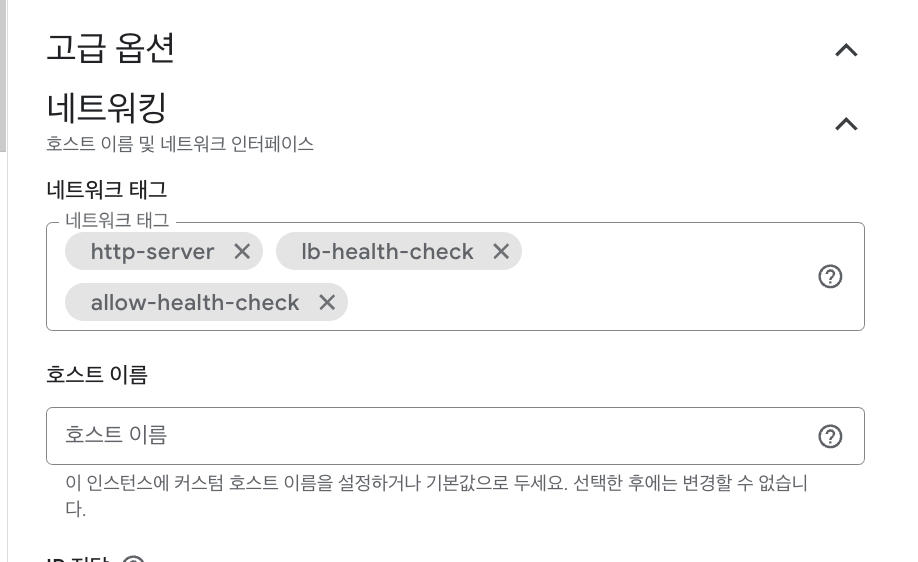 고급 옵션
네트워킹
호스트 이름 및 네트워크 인터페이스
네트워크 태그
네트워크 태그
http-server
lb-health-check
allow-health-check
호스트 이름
호스트 이름
이 인스턴스에 커스텀 호스트 이름을 설정하거나 기본값으로 두세요. 선택한 후에는 변경할 수 없습니
다.